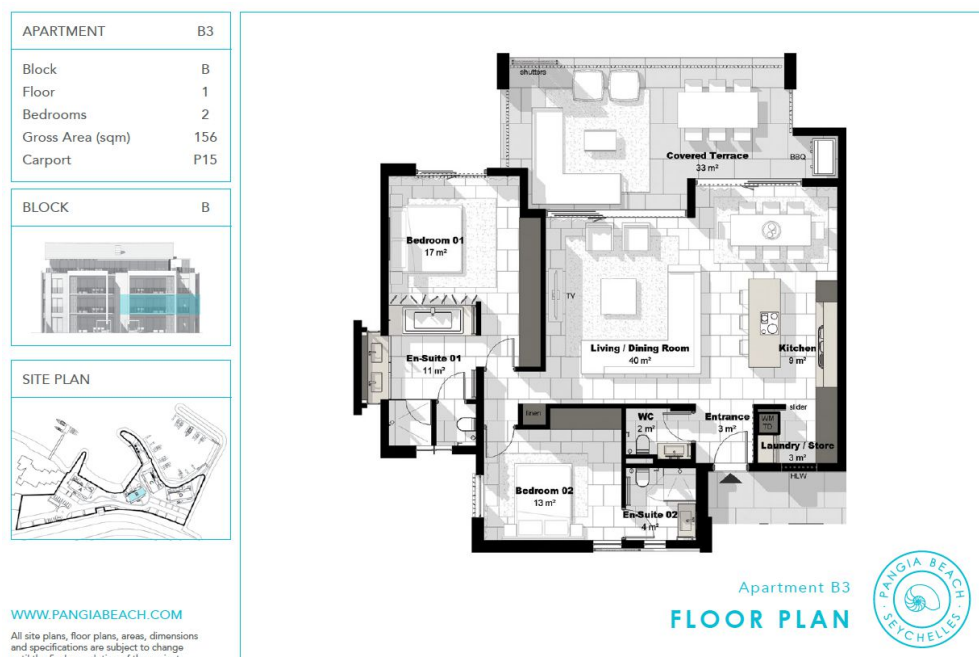 APARTMENT B3
Block B
Floor 1
Bedrooms 2
Gross Area (sqm) 156
Carport P15
BLOCK B
SITE PLAN
WWW.PANGIABEACH.COM
All site plans, floor plans, areas, dimensions
and specifications are subject to change
shutters
Covered Terrace
33 m²
BBQ
Bedroom 01
17 m²
TV
Living / Dining Room
40 m²
Kitchen
9 m²
En-Suite 01
11 m²
linen
WC
2 m²
Entrance
3 m²
slider
WM
TD
Laundry / Store
3 m²
HLW
Bedroom 02
13 m²
En-Suite 02
4 m²
Apartment B3
FLOOR PLAN
PANGIA BEACH
SEYCHELLES